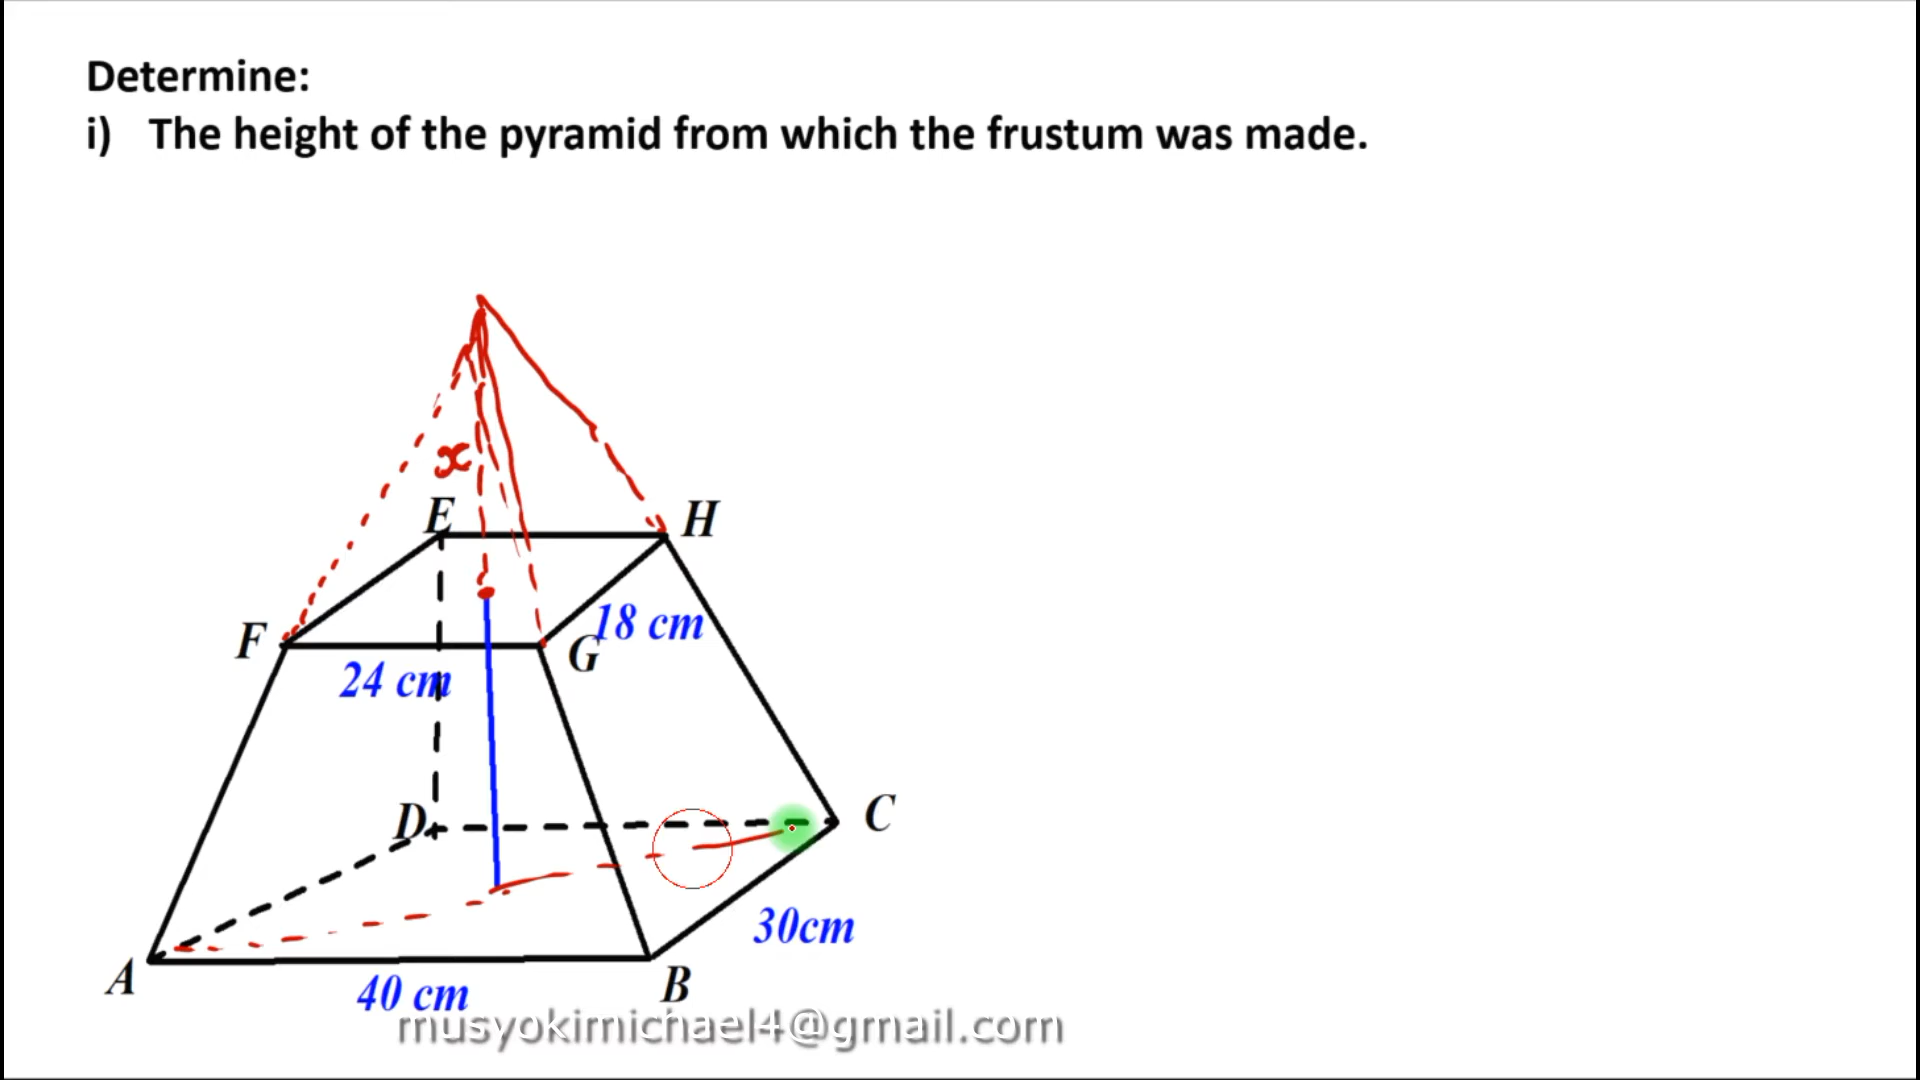 Determine:
i) The height of the pyramid from which the frustum was made.
x
E
H
F
18 cm
G
24 cm
D
C
30cm
A
B
40 cm
musyokimichael4@gmail.com